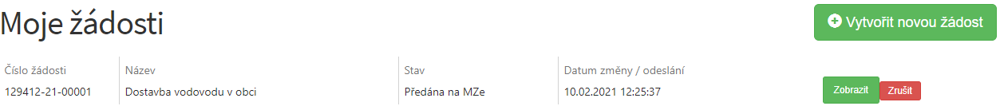 Moje žádosti
Vytvořit novou žádost
Číslo žádosti Název Stav Datum změny / odeslání
129412-21-00001 Dostavba vodovodu v obci Předána na MZe 10.02.2021 12:25:37 Zobrazit Zrušit